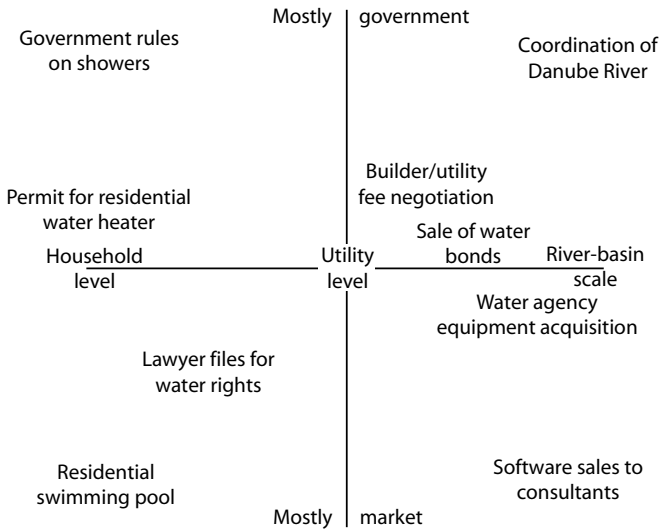 Mostly government
Government rules
on showers
Coordination of
Danube River
Builder/utility
fee negotiation
Permit for residential
water heater
Sale of water
bonds
Household
level
Utility
level
River-basin
scale
Water agency
equipment acquisition
Lawyer files for
water rights
Residential
swimming pool
Software sales to
consultants
Mostly market